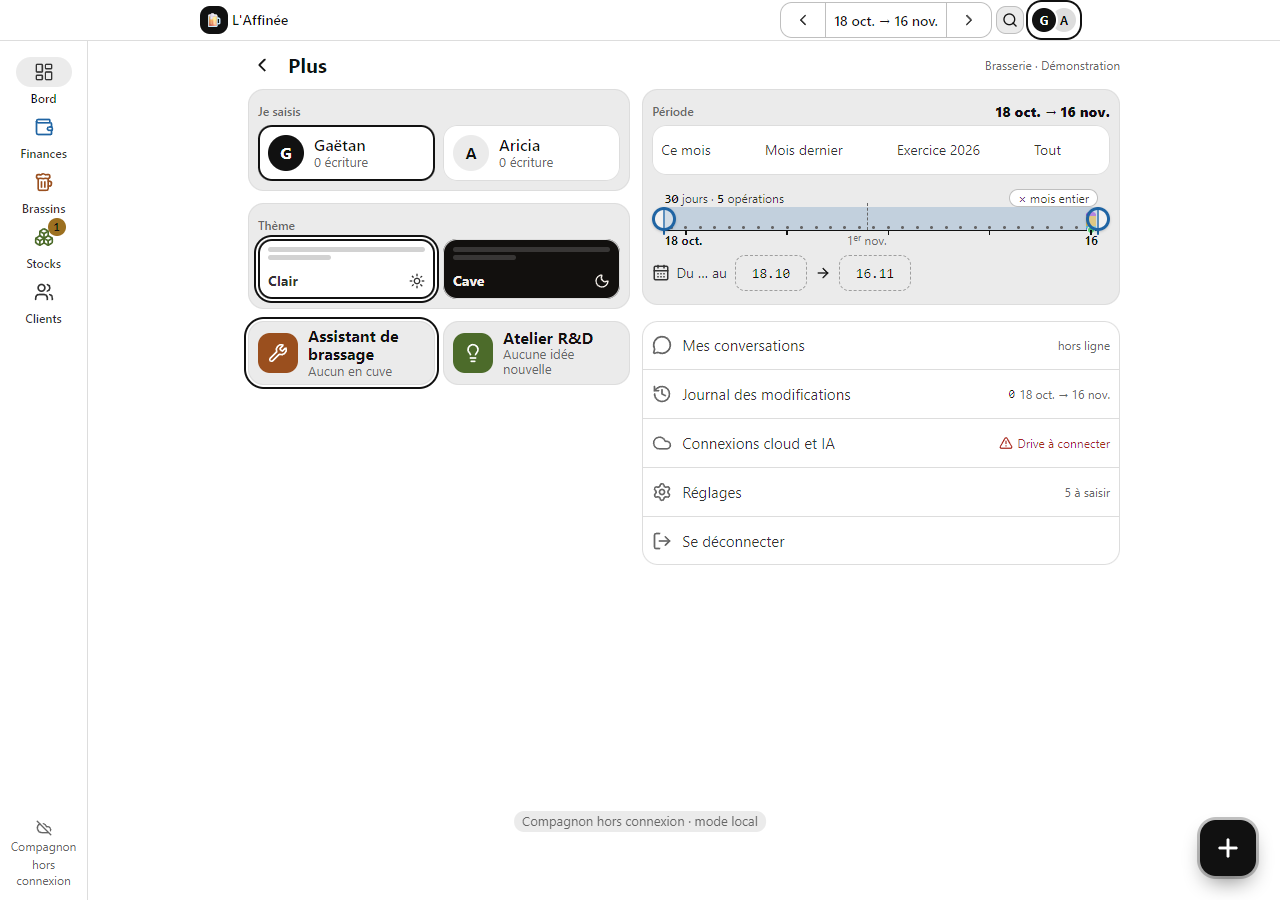 L'Affinée
18 oct. → 16 nov.
G A
Bord
Finances
Brassins
1
Stocks
Clients
Compagnon
hors
connexion
Plus
Brasserie · Démonstration
Je saisis
G
Gaëtan
0 écriture
A
Aricia
0 écriture
Thème
Clair
Cave
Assistant de
brassage
Aucun en cuve
Atelier R&D
Aucune idée
nouvelle
Période
18 oct. → 16 nov.
Ce mois
Mois dernier
Exercice 2026
Tout
30 jours · 5 opérations
× mois entier
18 oct.
1er nov.
16
Du ... au
18.10
→
16.11
Mes conversations
hors ligne
Journal des modifications
0 18 oct. → 16 nov.
Connexions cloud et IA
Drive à connecter
Réglages
5 à saisir
Se déconnecter
Compagnon hors connexion · mode local